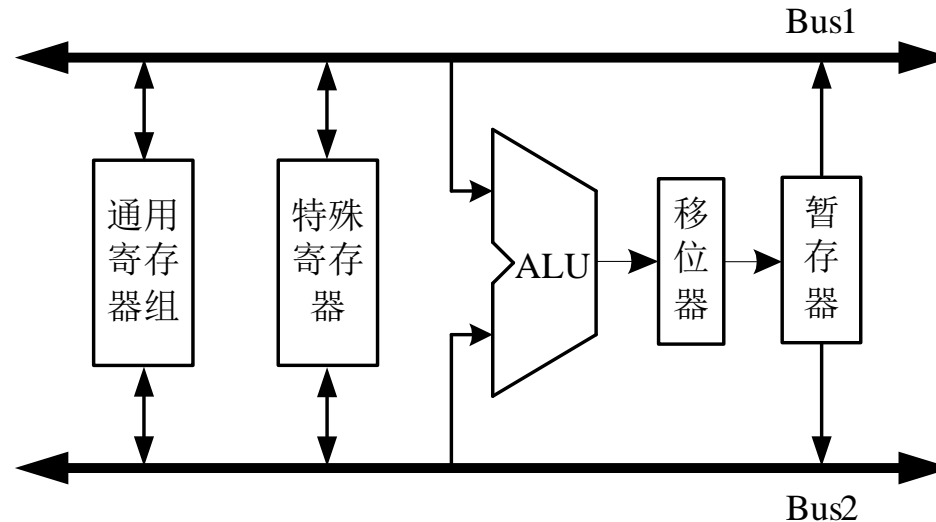 Bus1
通用
寄存
器组
特殊
寄存
器
ALU
移
位
器
暂
存
器
Bus2